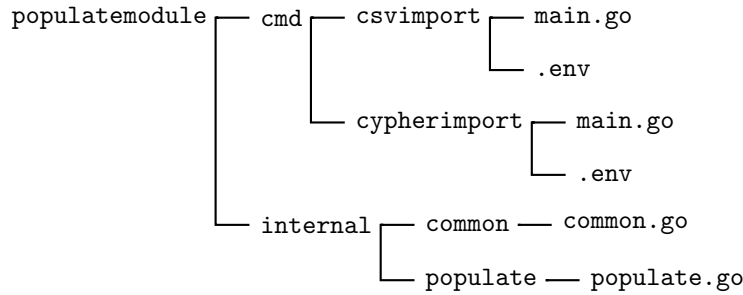 populatemodule cmd csvimport main.go
.env
cypherimport main.go
.env
internal common common.go
populate populate.go